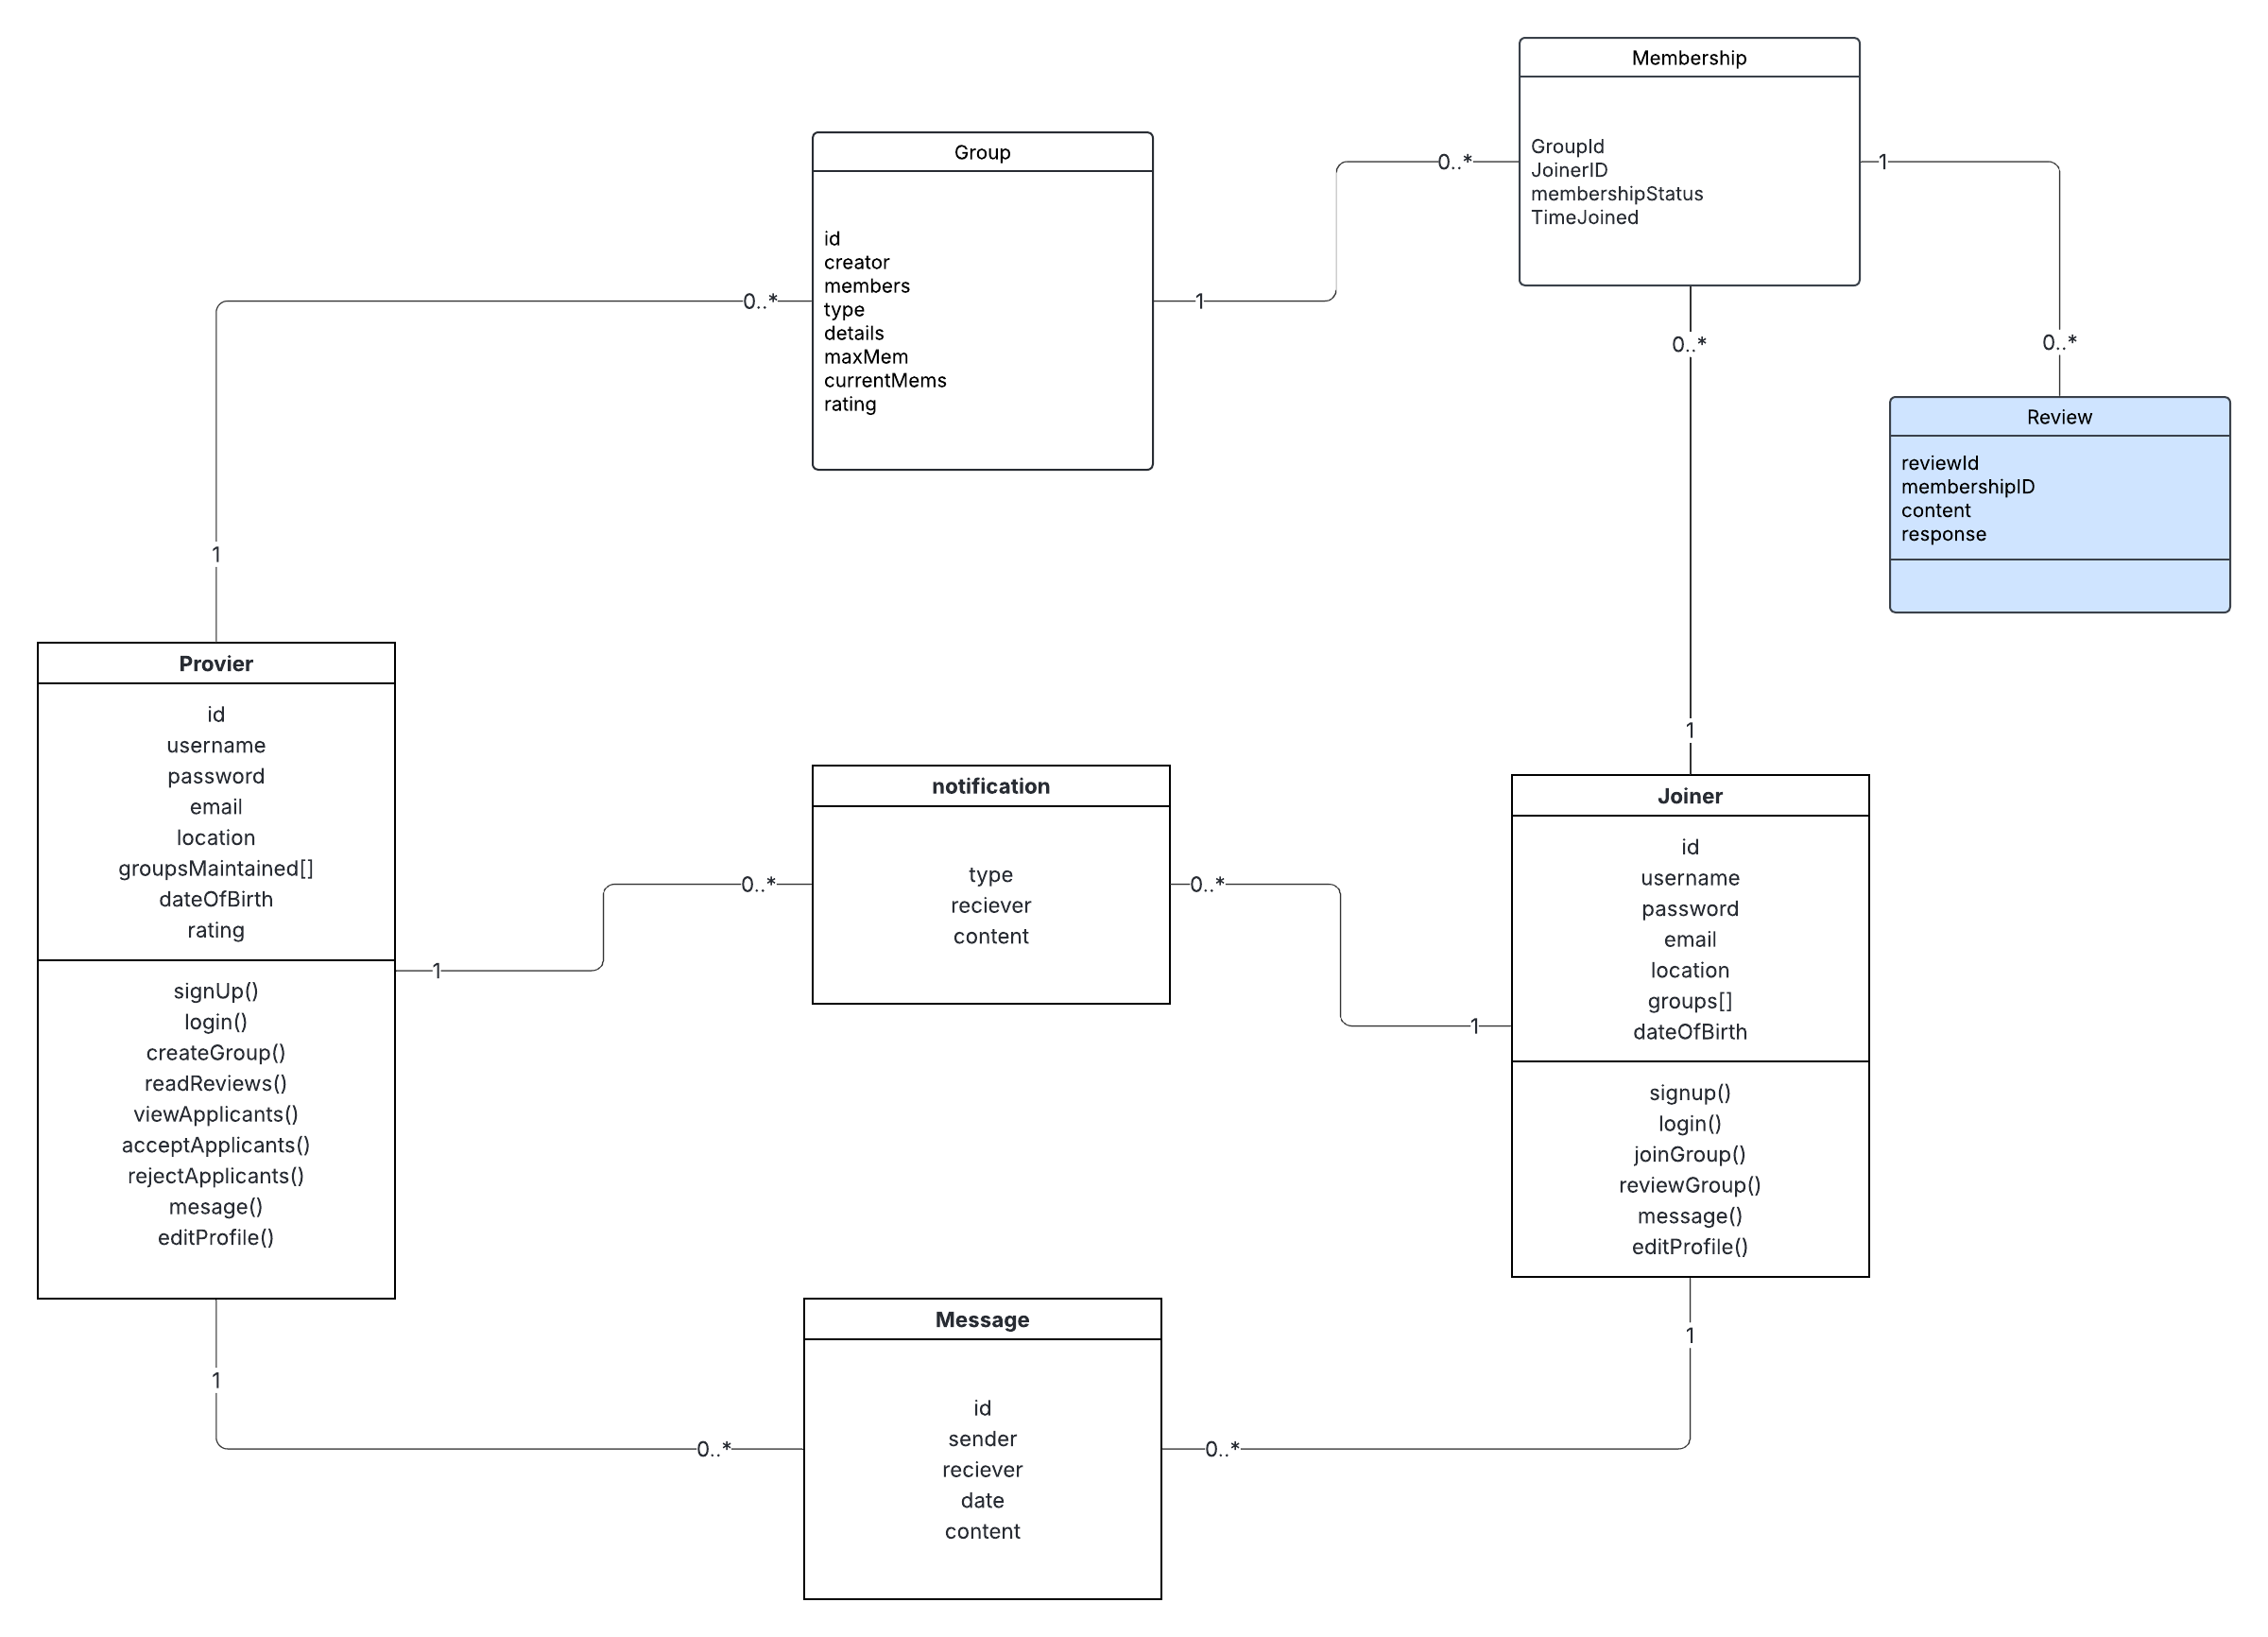 Membership
GroupId
JoinerID
membershipStatus
TimeJoined
0..*
1
Group
id
creator
members
type
details
maxMem
currentMems
rating
0..*
1
0..*
0..*
Review
reviewId
membershipID
content
response
1
1
Provier
id
username
password
email
location
groupsMaintained[]
dateOfBirth
rating
signUp()
login()
createGroup()
readReviews()
viewApplicants()
acceptApplicants()
rejectApplicants()
mesage()
editProfile()
notification
type
reciever
content
0..*
0..*
1
1
Joiner
id
username
password
email
location
groups[]
dateOfBirth
signup()
login()
joinGroup()
reviewGroup()
message()
editProfile()
Message
id
sender
reciever
date
content
1
1
0..*
0..*